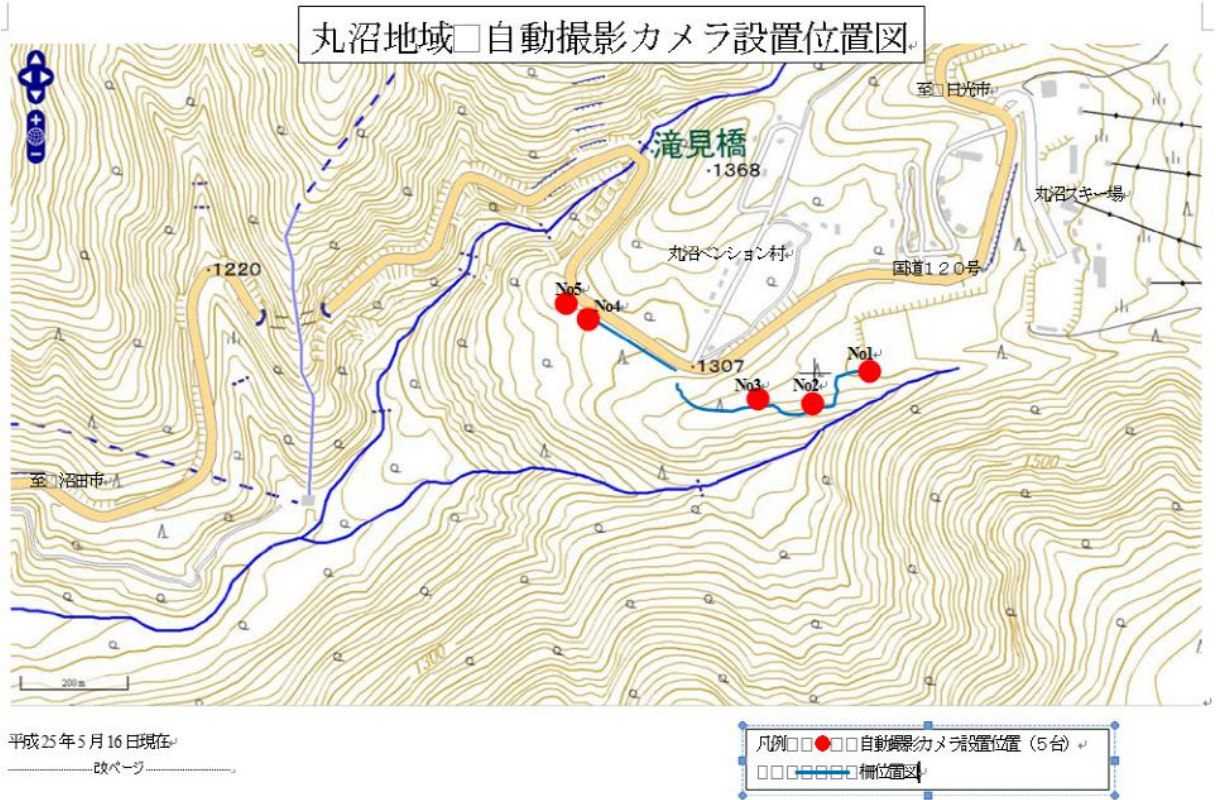 丸沼地域□自動撮影カメラ設置位置図
至□日光市
滝見橋
・1368
丸沼スキー場
丸沼ペンション村
国道120号
・1220
No5
No4
・1307
No1
No3
No2
至□沼田市
1500
1300
200m
平成25年5月16日現在
改ページ
凡例□□●□□自動撮影カメラ設置位置（5台）
□□□□□□□柵位置図